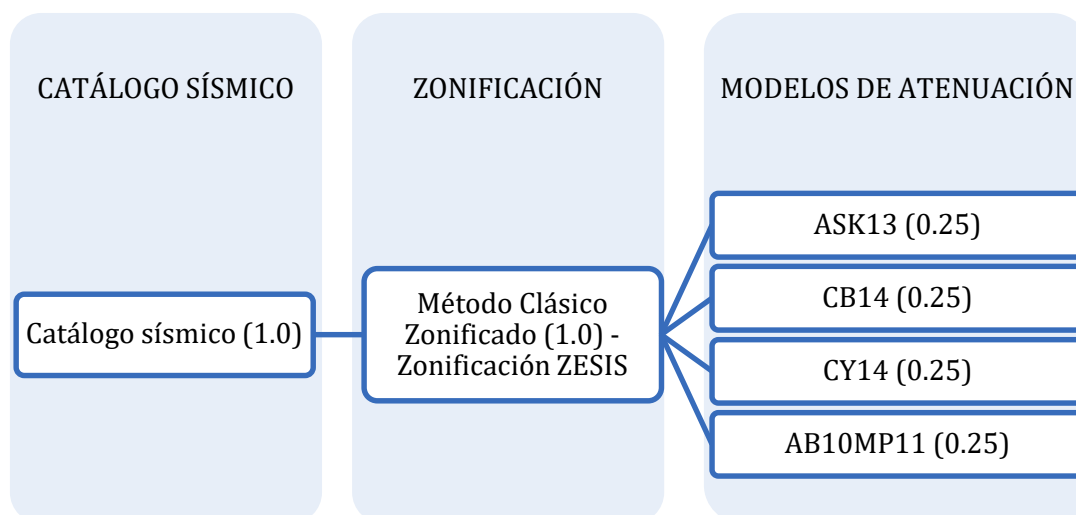 CATÁLOGO SÍSMICO
ZONIFICACIÓN
MODELOS DE ATENUACIÓN
Catálogo sísmico (1.0)
Método Clásico
Zonificado (1.0) -
Zonificación ZESIS
ASK13 (0.25)
CB14 (0.25)
CY14 (0.25)
AB10MP11 (0.25)